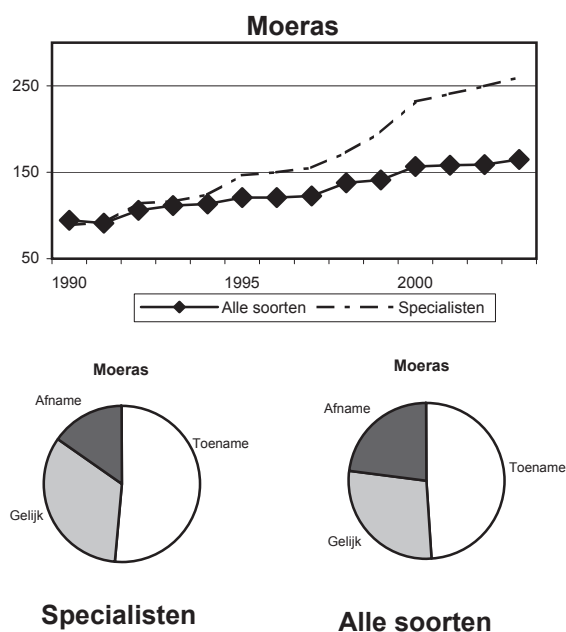 Moeras
250
150
50
1990 1995 2000
Alle soorten Specialisten
Moeras
Afname
Toename
Gelijk
Specialisten
Moeras
Afname
Toename
Gelijk
Alle soorten